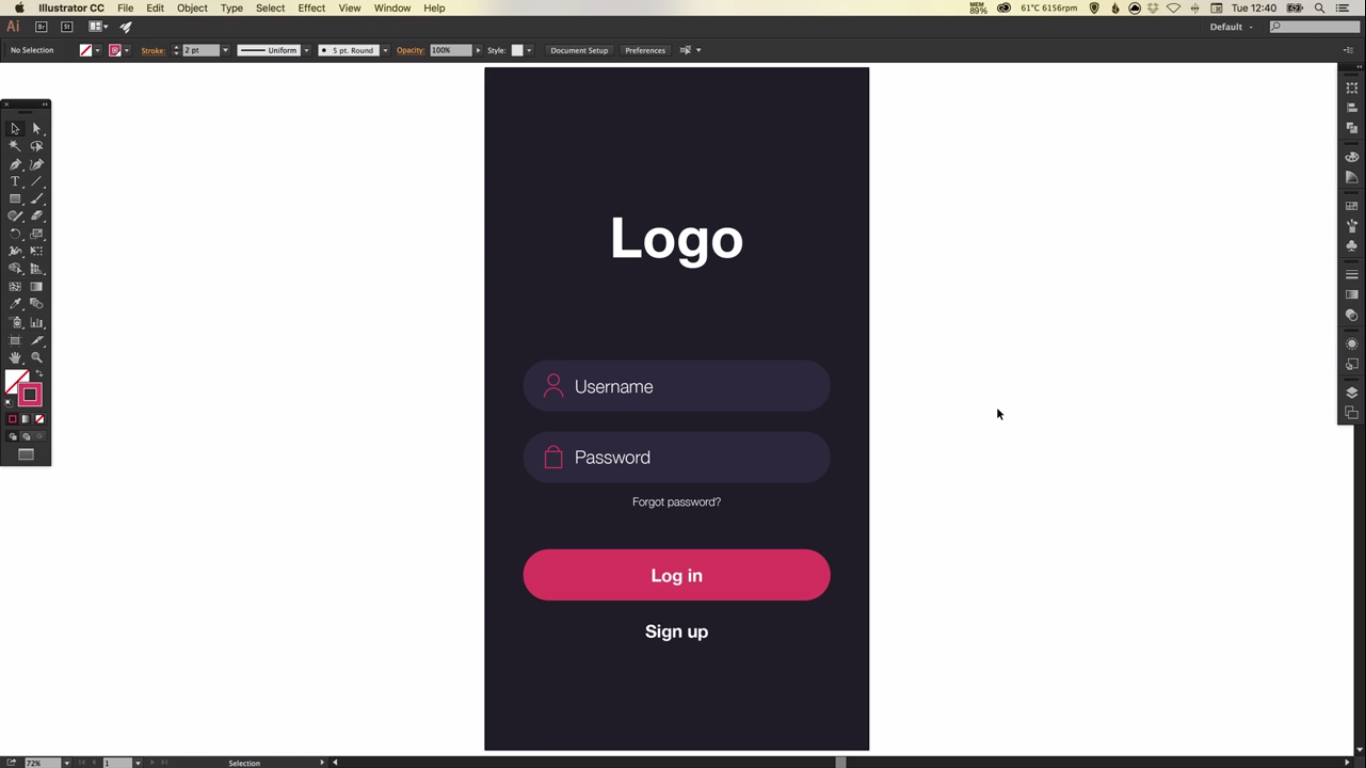 Illustrator CC File Edit Object Type Select Effect View Window Help MEM 89% 61°C 6156rpm Tue 12:40
Ai Br St Default
No Selection Stroke: 2 pt Uniform 5 pt. Round Opacity: 100% Style: Document Setup Preferences
T
Logo
Username
Password
Forgot password?
Log in
Sign up
72% 1 Selection